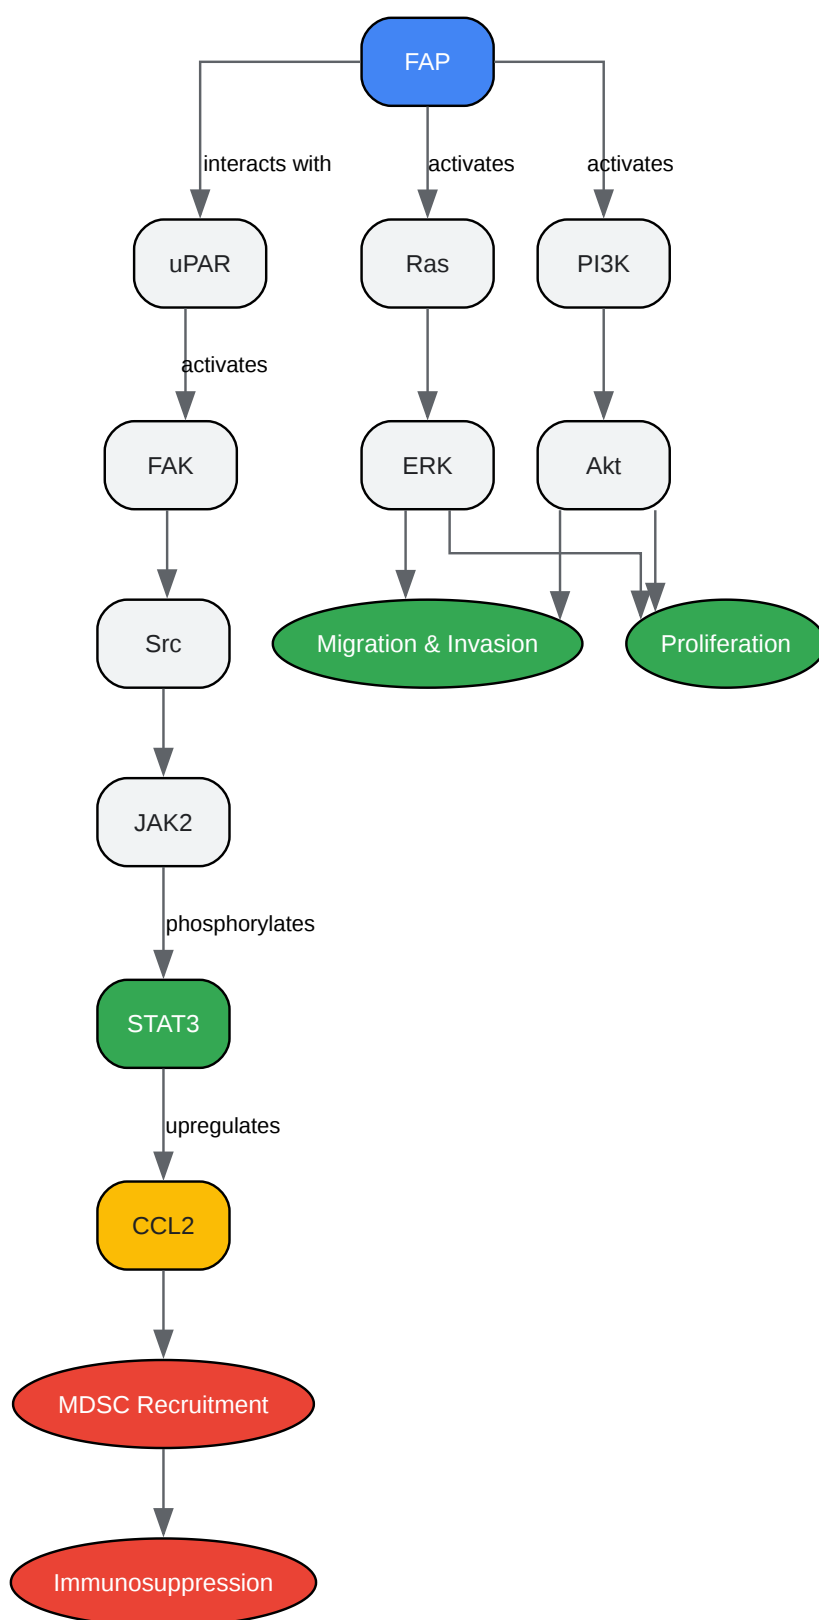 FAP
interacts with
activates
activates
uPAR
Ras
PI3K
activates
FAK
ERK
Akt
Src
Migration & Invasion
Proliferation
JAK2
phosphorylates
STAT3
upregulates
CCL2
MDSC Recruitment
Immunosuppression